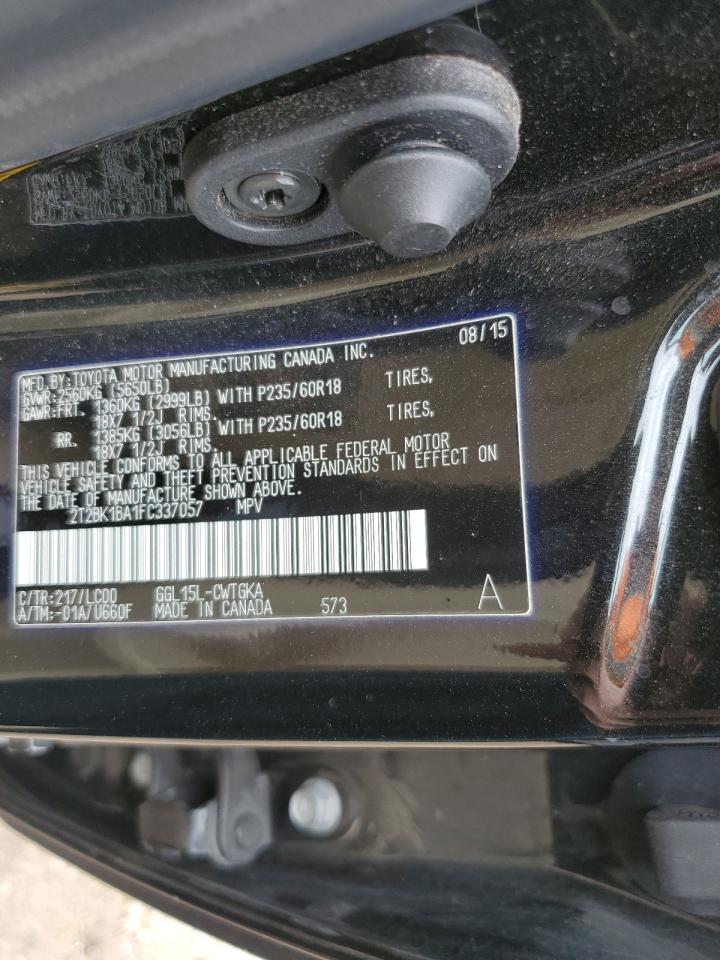 MFD.BY:TOYOTA MOTOR MANUFACTURING CANADA INC. 08/15
GVWR:2560KG (5650LB)
GAWR:FRT. 1360KG (2999LB) WITH P235/60R18 TIRES,
18X7 1/2J RIMS.
RR. 1385KG (3056LB) WITH P235/60R18 TIRES,
18X7 1/2J RIMS.
THIS VEHICLE CONFORMS TO ALL APPLICABLE FEDERAL MOTOR
VEHICLE SAFETY AND THEFT PREVENTION STANDARDS IN EFFECT ON
THE DATE OF MANUFACTURE SHOWN ABOVE.
2T2BK1BA1FC337057 MPV
C/TR:217/LC00 GGL15L-CWTGKA
A/TM:-01A/U660F MADE IN CANADA 573 A